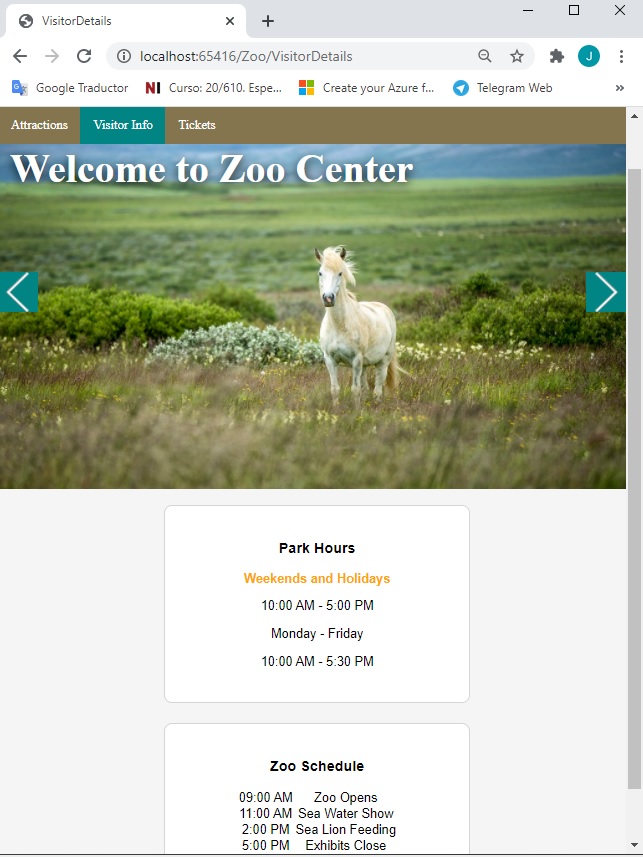 VisitorDetails
localhost:65416/Zoo/VisitorDetails
J
Google Traductor NI Curso: 20/610. Espe... Create your Azure f... Telegram Web »
Attractions Visitor Info Tickets
Welcome to Zoo Center
Park Hours
Weekends and Holidays
10:00 AM - 5:00 PM
Monday - Friday
10:00 AM - 5:30 PM
Zoo Schedule
09:00 AM Zoo Opens
11:00 AM Sea Water Show
2:00 PM Sea Lion Feeding
5:00 PM Exhibits Close